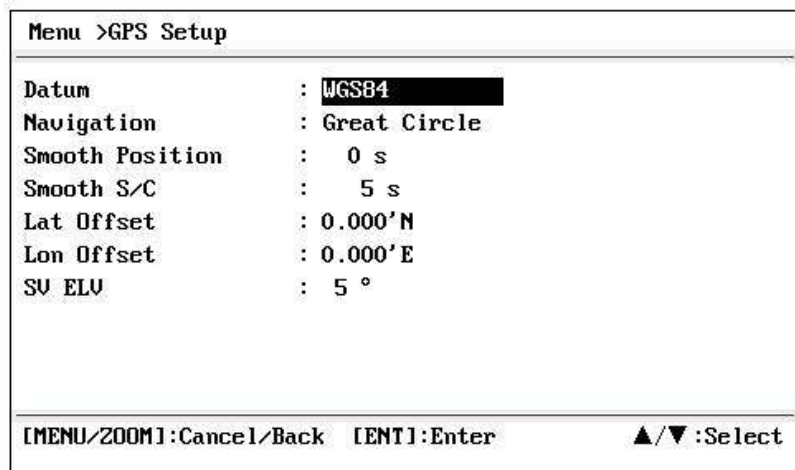 Menu >GPS Setup
Datum : WGS84
Navigation : Great Circle
Smooth Position : 0 s
Smooth S/C : 5 s
Lat Offset : 0.000'N
Lon Offset : 0.000'E
SV ELV : 5 °
[MENU/ZOOM]:Cancel/Back [ENT]:Enter ▲/▼:Select